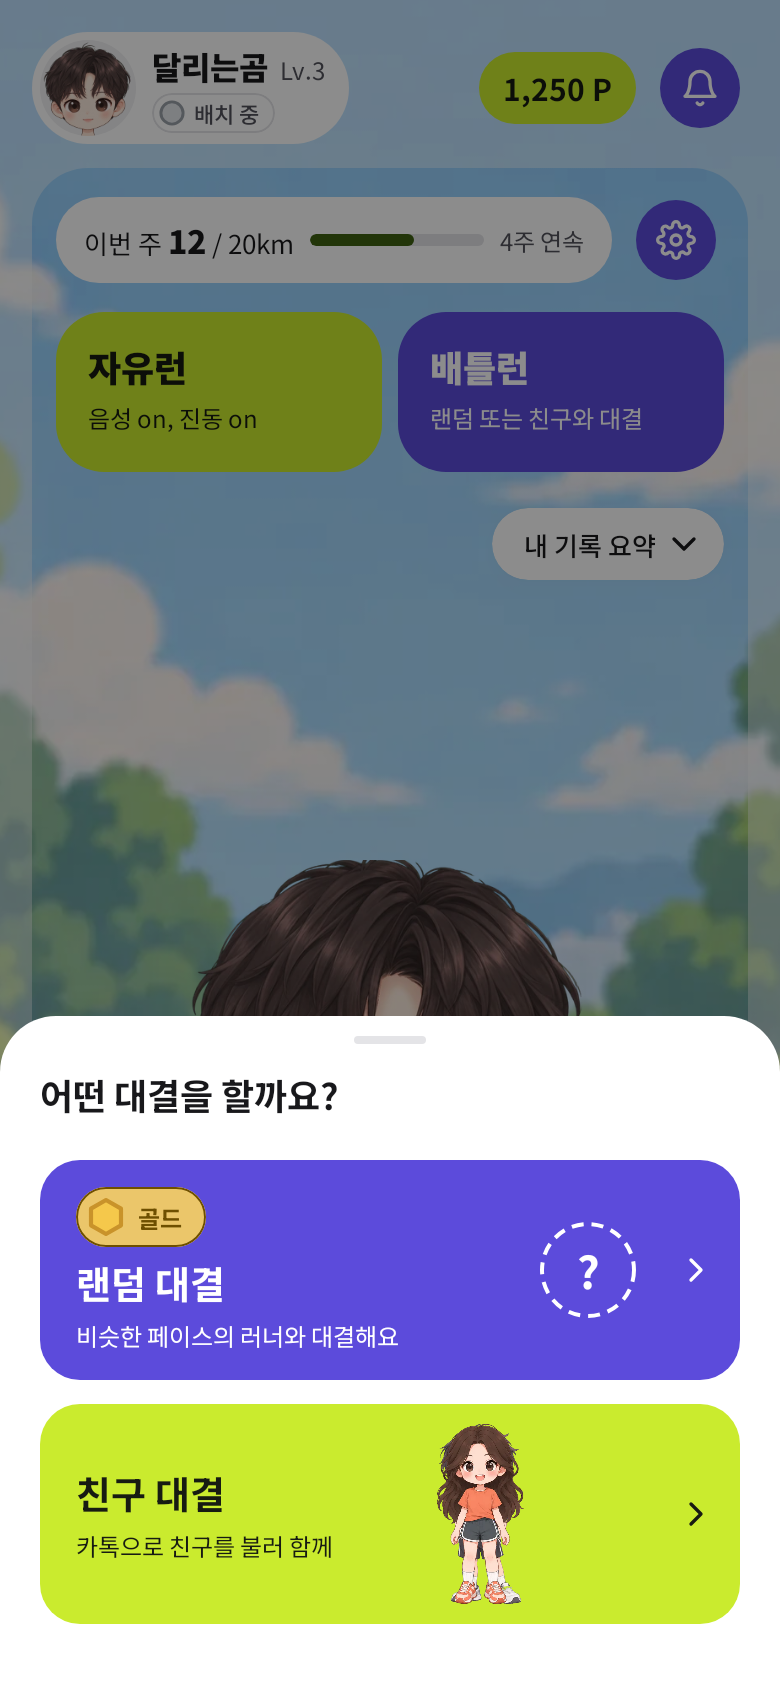 달리는곰 Lv.3
배치 중
1,250 P
이번 주 12 / 20km
4주 연속
자유런
음성 on, 진동 on
배틀런
랜덤 또는 친구와 대결
내 기록 요약
어떤 대결을 할까요?
골드
랜덤 대결
비슷한 페이스의 러너와 대결해요
?
친구 대결
카톡으로 친구를 불러 함께